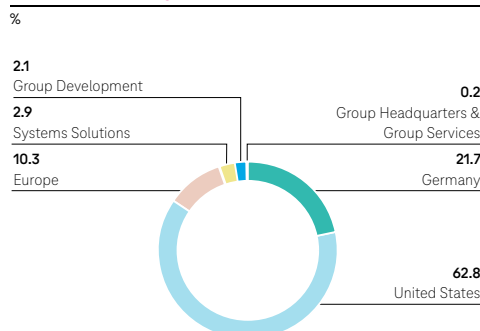 %
2.1
Group Development
2.9
Systems Solutions
10.3
Europe
0.2
Group Headquarters &
Group Services
21.7
Germany
62.8
United States